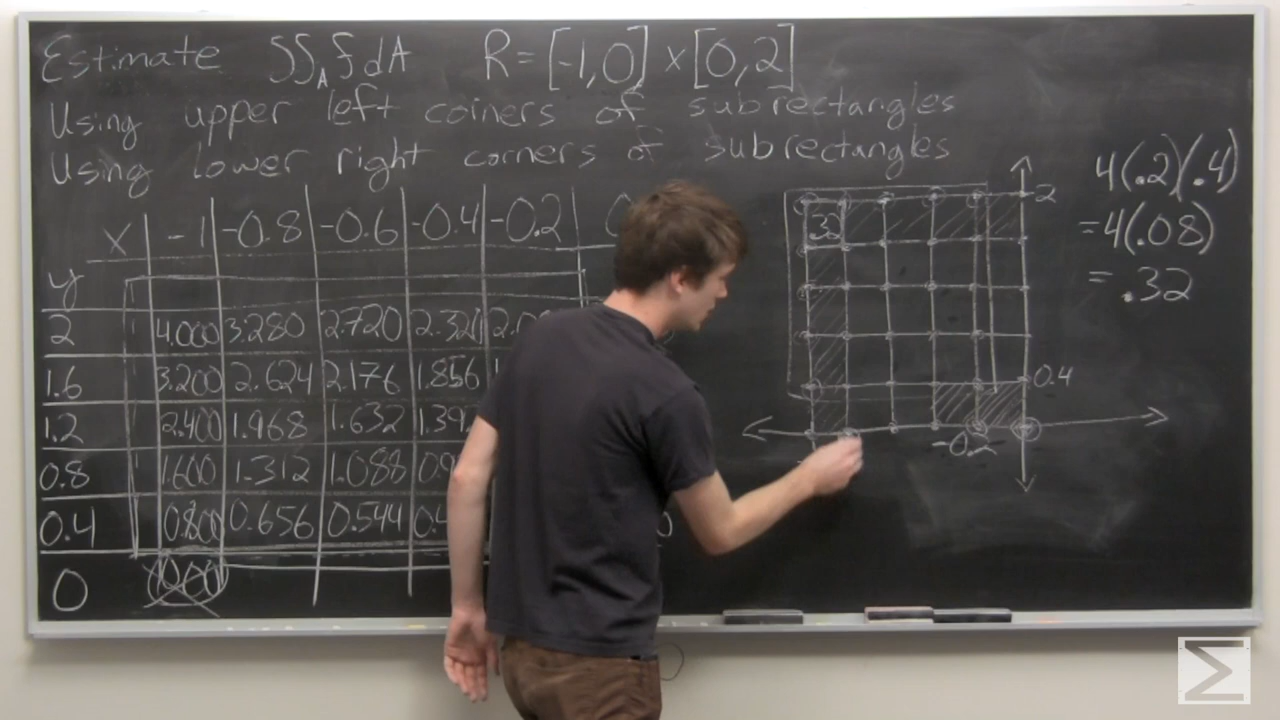 Estimate ∫∫_A f dA R = [-1,0] × [0,2]
Using upper left corners of subrectangles
Using lower right corners of subrectangles
x -1 -0.8 -0.6 -0.4 -0.2
y
2 4.000 3.280 2.720 2.320
1.6 3.200 2.624 2.176 1.856
1.2 2.400 1.968 1.632
0.8 1.600 1.312 1.088
0.4 0.800 0.656 0.544
0
.32
2
0.4
-0.2
4(.2)(.4)
=4(.08)
= .32
Σ